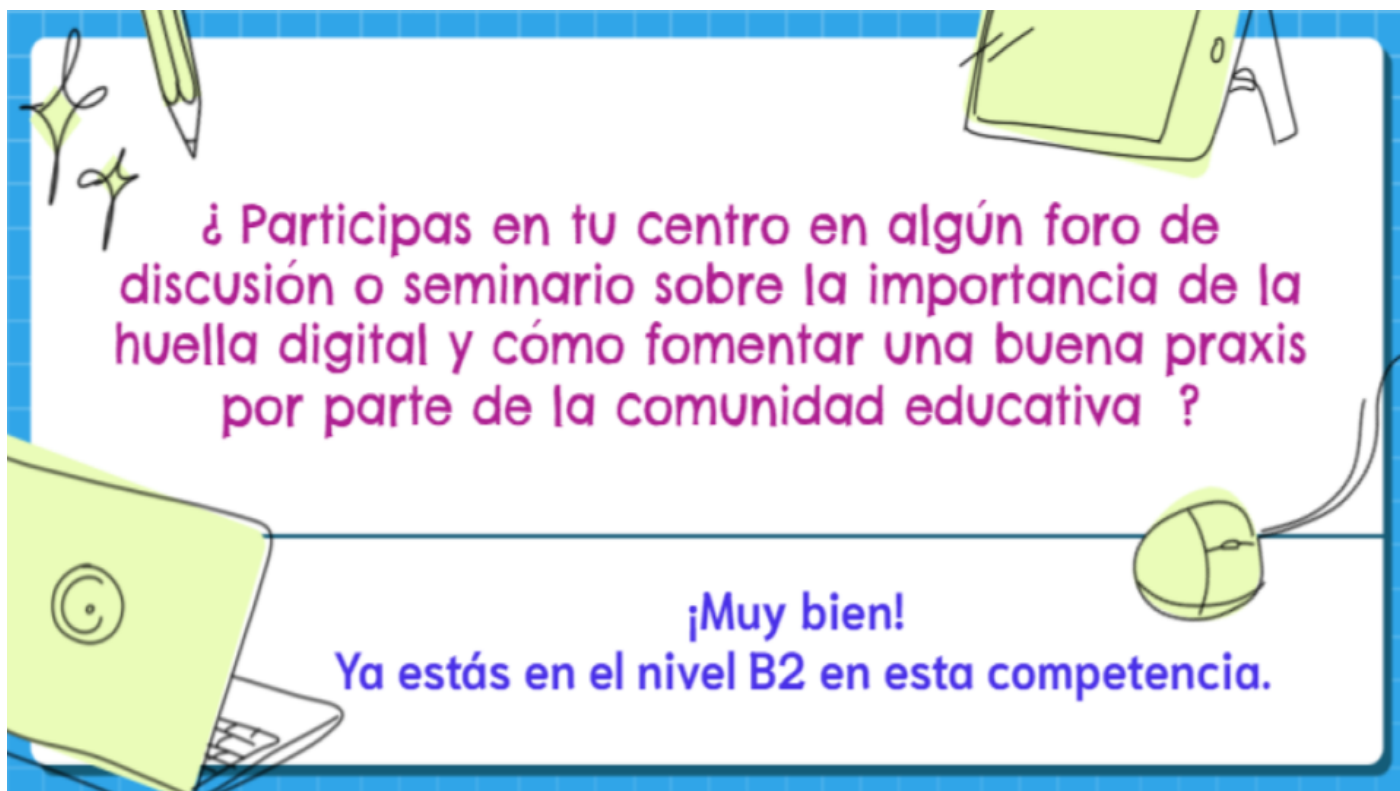 ¿ Participas en tu centro en algún foro de
discusión o seminario sobre la importancia de la
huella digital y cómo fomentar una buena praxis
por parte de la comunidad educativa ?
¡Muy bien!
Ya estás en el nivel B2 en esta competencia.